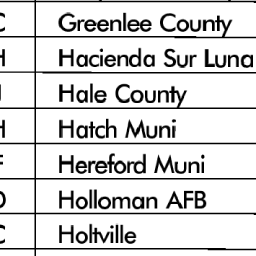 C Greenlee County
H Hacienda Sur Luna
Hale County
H Hatch Muni
F Hereford Muni
D Holloman AFB
C Holtville